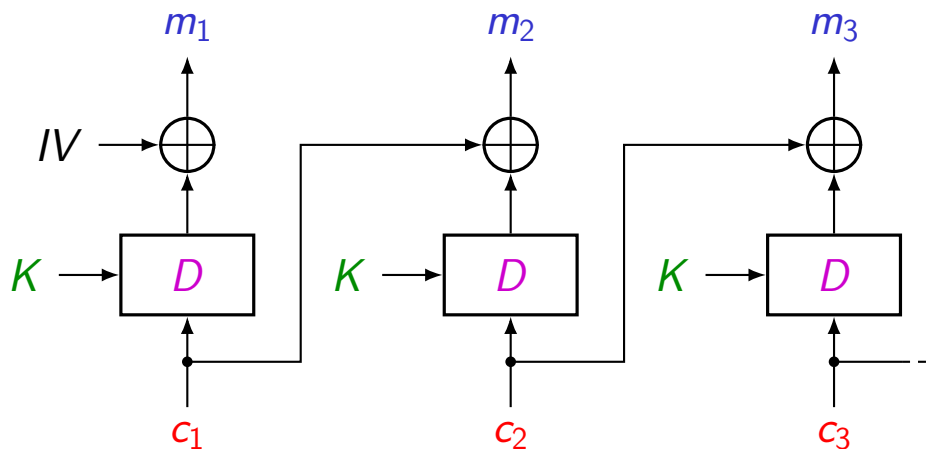 m₁ m₂ m₃
IV
K D K D K D
c₁ c₂ c₃